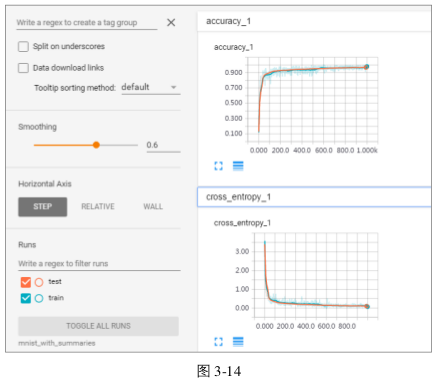 Write a regex to create a tag group
Split on underscores
Data download links
Tooltip sorting method: default
Smoothing
0.6
Horizontal Axis
STEP RELATIVE WALL
Runs
Write a regex to filter runs
test
train
TOGGLE ALL RUNS
mnist_with_summaries
accuracy_1
accuracy_1
0.900
0.700
0.500
0.300
0.100
0.000 200.0 400.0 600.0 800.0 1.000k
cross_entropy_1
cross_entropy_1
3.00
2.00
1.00
0.00
0.000 200.0 400.0 600.0 800.0
图 3-14